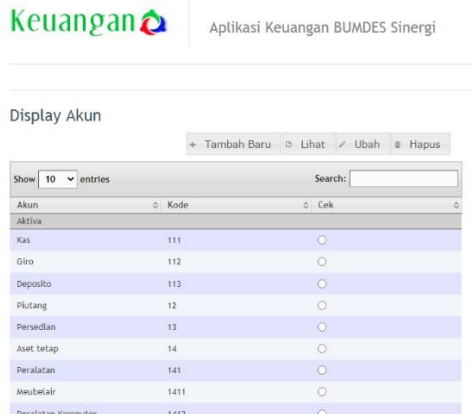 Keuangan
Aplikasi Keuangan BUMDES Sinergi
Display Akun
+ Tambah Baru Lihat Ubah Hapus
Show 10 entries Search:
Akun Kode Cek
Aktiva
Kas 111
Giro 112
Deposito 113
Piutang 12
Persedian 13
Aset tetap 14
Peralatan 141
Meubelair 1411
Peralatan Komputer 1412